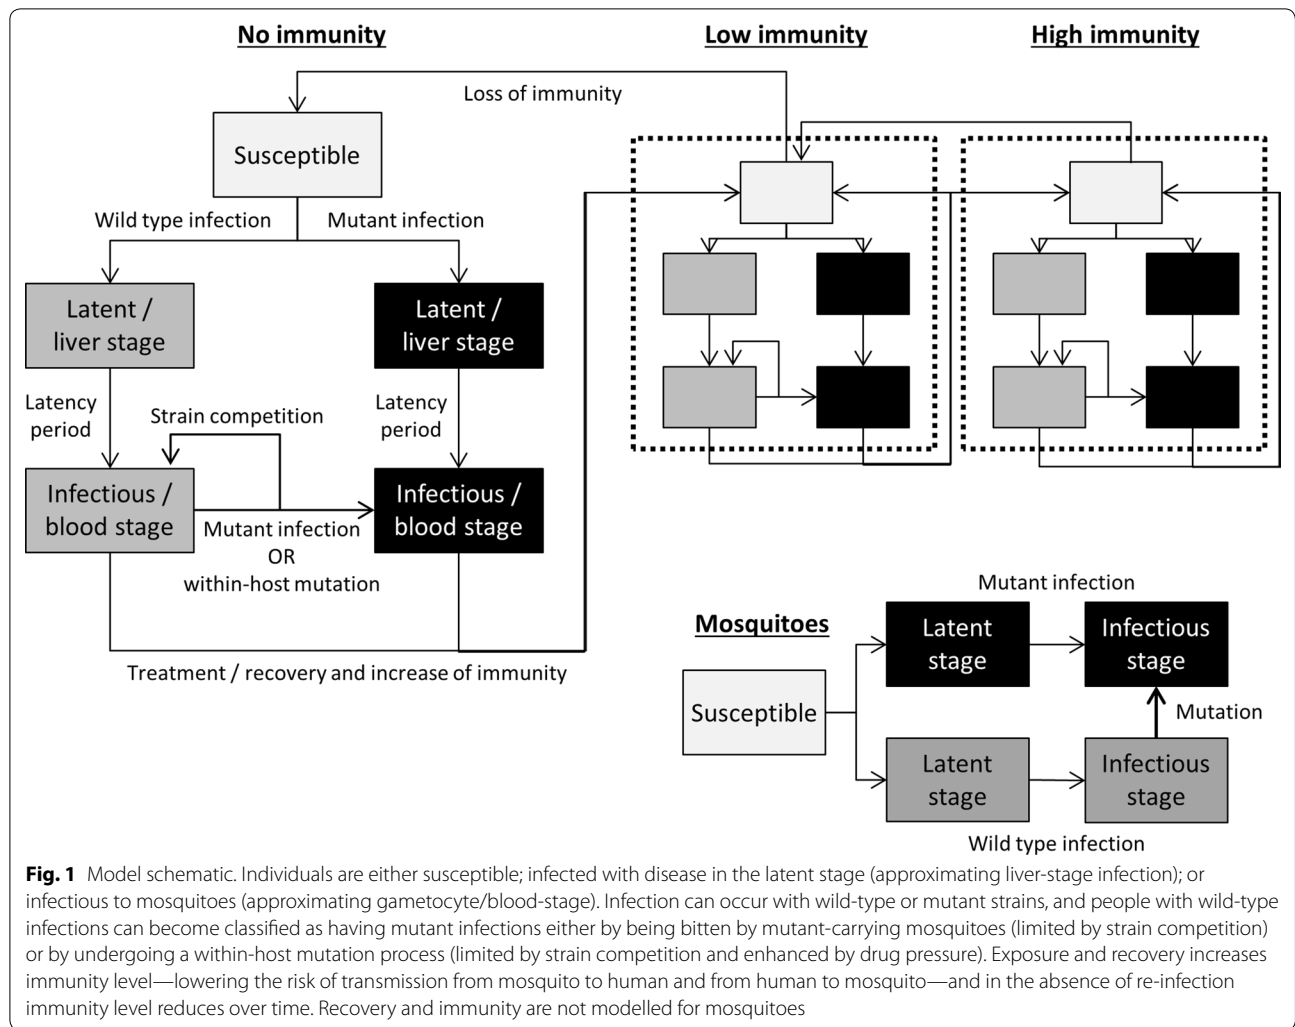 No immunity
Low immunity
High immunity
Loss of immunity
Susceptible
Wild type infection
Mutant infection
Latent /
liver stage
Latent /
liver stage
Latency
period
Strain competition
Latency
period
Infectious /
blood stage
Infectious /
blood stage
Mutant infection
OR
within-host mutation
Treatment / recovery and increase of immunity
Mosquitoes
Mutant infection
Susceptible
Latent
stage
Infectious
stage
Mutation
Latent
stage
Infectious
stage
Wild type infection
Fig. 1 Model schematic. Individuals are either susceptible; infected with disease in the latent stage (approximating liver-stage infection); or
infectious to mosquitoes (approximating gametocyte/blood-stage). Infection can occur with wild-type or mutant strains, and people with wild-type
infections can become classified as having mutant infections either by being bitten by mutant-carrying mosquitoes (limited by strain competition)
or by undergoing a within-host mutation process (limited by strain competition and enhanced by drug pressure). Exposure and recovery increases
immunity level—lowering the risk of transmission from mosquito to human and from human to mosquito—and in the absence of re-infection
immunity level reduces over time. Recovery and immunity are not modelled for mosquitoes